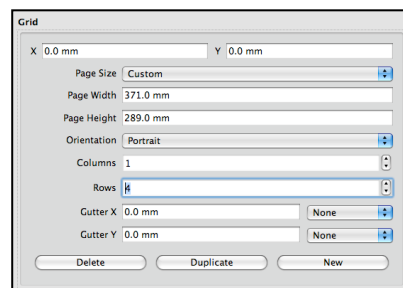 Grid
X 0.0 mm Y 0.0 mm
Page Size Custom
Page Width 371.0 mm
Page Height 289.0 mm
Orientation Portrait
Columns 1
Rows 4
Gutter X 0.0 mm None
Gutter Y 0.0 mm None
Delete Duplicate New